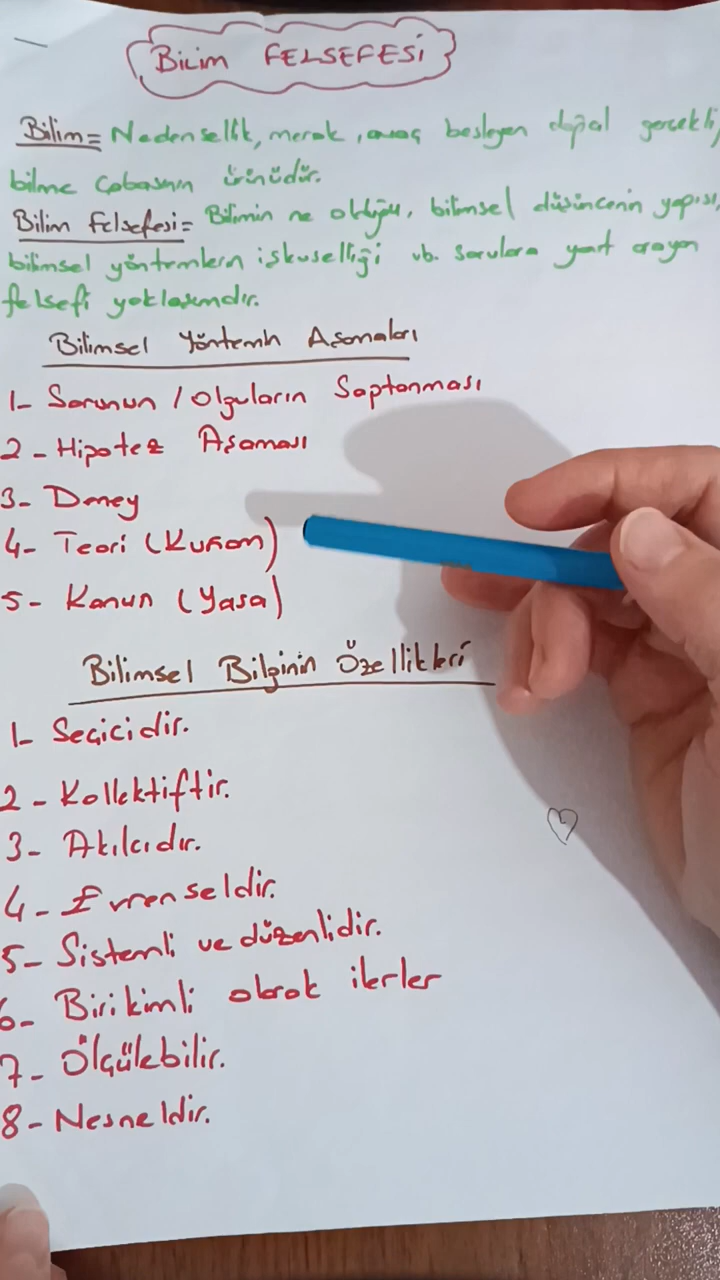 BiLim FELSEFESİ
Bilim= Nedensellik, merak, amaç besleyen doğal gerçekli
bilme çabasının ürünüdür.
Bilim Felsefesi= Bilimin ne olduğu, bilimsel düşüncenin yapısı,
bilimsel yöntemlerin işkuselliği vb. sorulara yanıt arayan
felsefi yaklaşımdır.
Bilimsel Yöntemin Aşamaları
1- Sorunun / Olguların Saptanması
2- Hipotez Aşaması
3- Deney
4- Teori (Kuram)
5- Kanun (Yasa)
Bilimsel Bilginin Özellikleri
1- Seçicidir.
2- Kollektiftir.
3- Akılcıdır.
4- Evrenseldir.
5- Sistemli ve düzenlidir.
6- Birikimli olarak ilerler
7- Ölçülebilir.
8- Nesneldir.